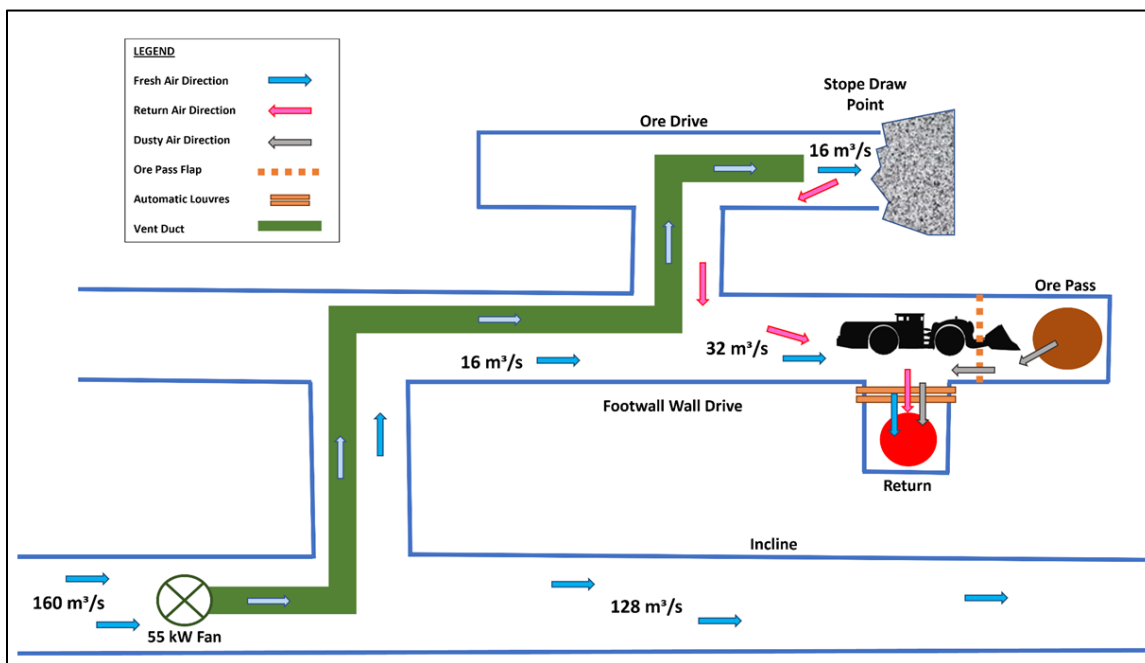 LEGEND
Fresh Air Direction
Return Air Direction
Dusty Air Direction
Ore Pass Flap
Automatic Louvres
Vent Duct
Stope Draw
Point
Ore Drive
16 m³/s
Ore Pass
32 m³/s
16 m³/s
Footwall Wall Drive
Return
Incline
160 m³/s
128 m³/s
55 kW Fan